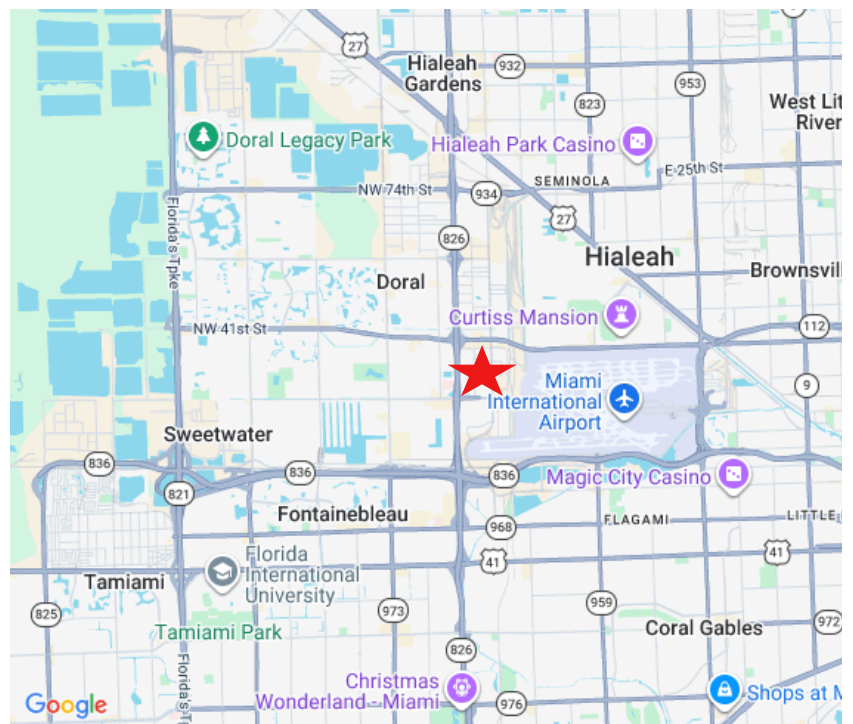 27
Hialeah
Gardens
932
823
953
West Lit
River
Doral Legacy Park
Hialeah Park Casino
E 25th St
SEMINOLA
NW 74th St
934
27
Florida's Tpke
826
Hialeah
Doral
Brownsvil
Curtiss Mansion
NW 41st St
112
Miami
International
Airport
9
Sweetwater
836
836
836
821
Magic City Casino
Fontainebleau
968
FLAGAMI
LITTLE
41
41
Florida
International
University
Tamiami
825
973
959
Tamiami Park
Coral Gables
972
826
Florida's T
Christmas
Wonderland - Miami
976
Shops at M
Google